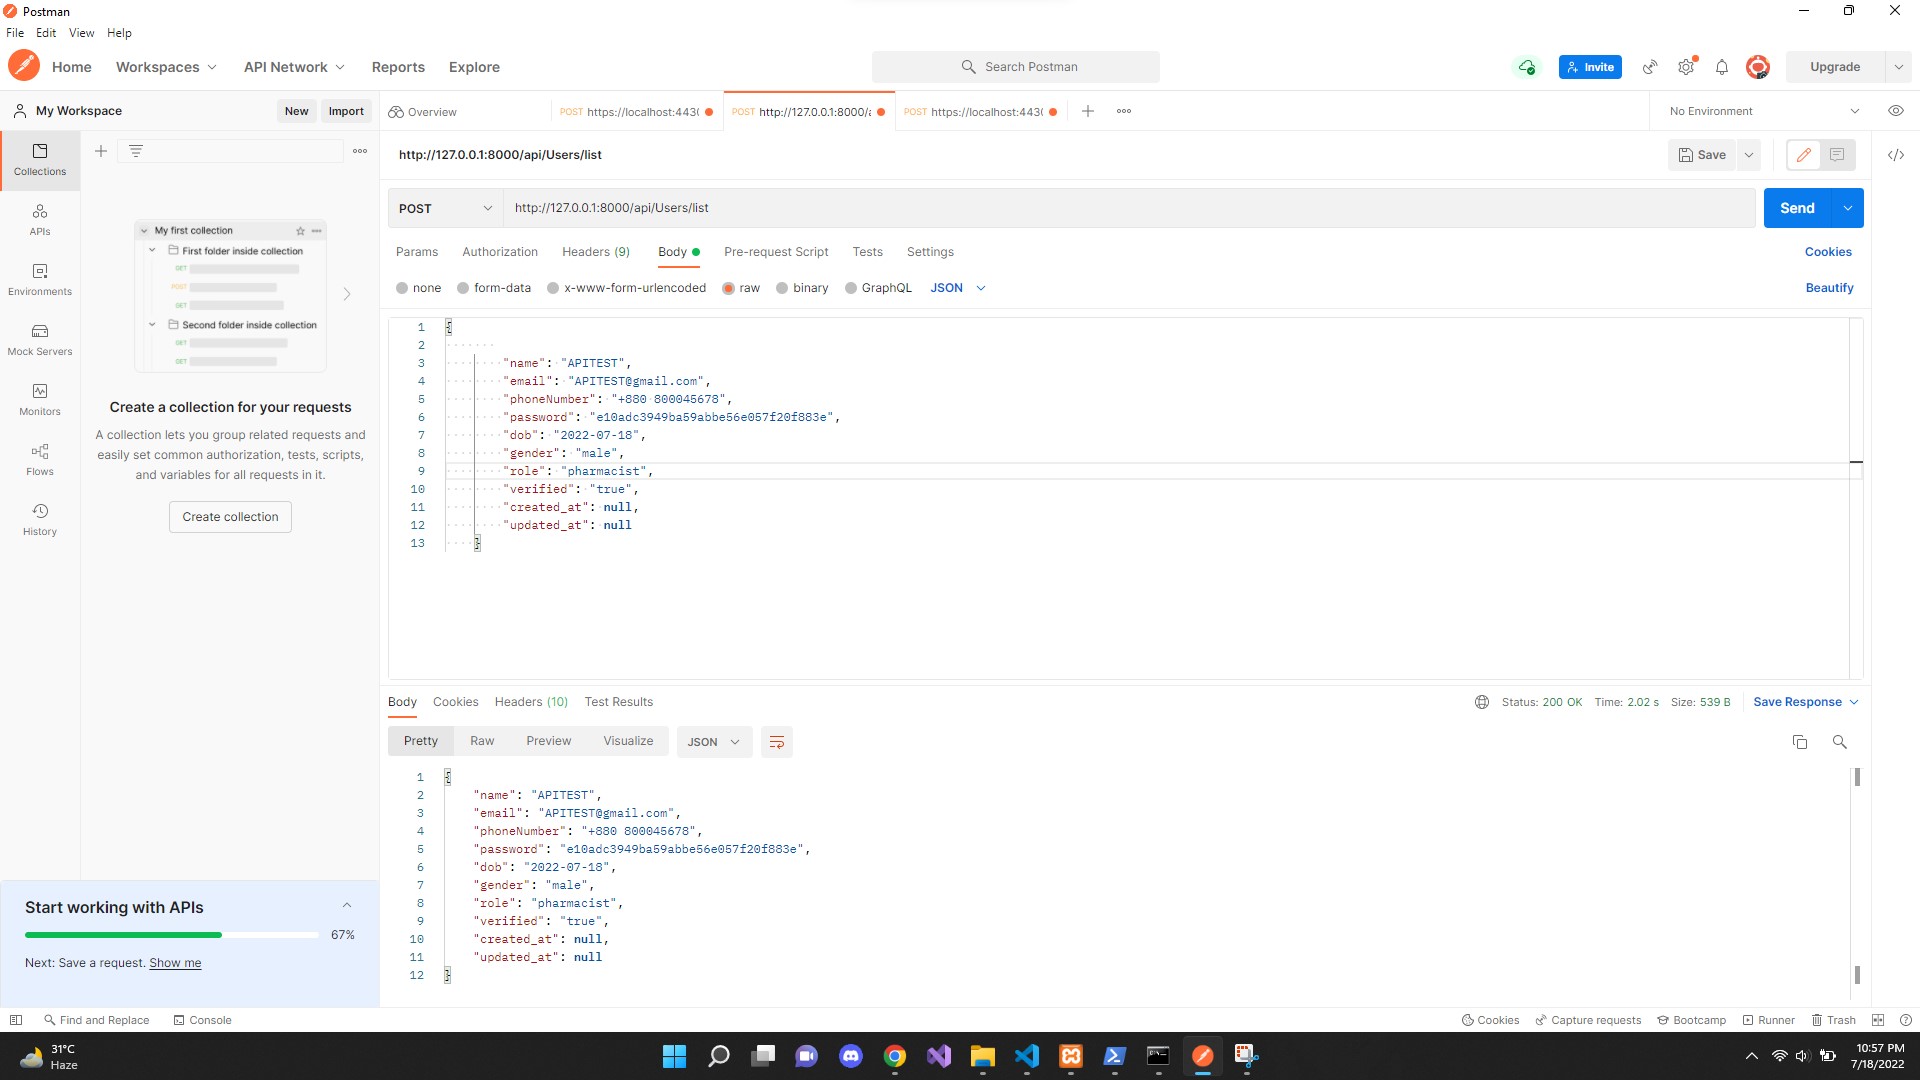 Postman
File Edit View Help
Home Workspaces API Network Reports Explore Search Postman Invite Upgrade
My Workspace New Import Overview POST https://localhost:443( POST http://127.0.0.1:8000/a POST https://localhost:443( No Environment
Collections
APIs
Environments
Mock Servers
Monitors
Flows
History
My first collection
First folder inside collection
GET
POST
GET
Second folder inside collection
GET
GET
Create a collection for your requests
A collection lets you group related requests and
easily set common authorization, tests, scripts,
and variables for all requests in it.
Create collection
Start working with APIs
67%
Next: Save a request. Show me
http://127.0.0.1:8000/api/Users/list Save
POST http://127.0.0.1:8000/api/Users/list Send
Params Authorization Headers (9) Body Pre-request Script Tests Settings Cookies
none form-data x-www-form-urlencoded raw binary GraphQL JSON Beautify
1 {
2
3 "name": "APITEST",
4 "email": "APITEST@gmail.com",
5 "phoneNumber": "+880 800045678",
6 "password": "e10adc3949ba59abbe56e057f20f883e",
7 "dob": "2022-07-18",
8 "gender": "male",
9 "role": "pharmacist",
10 "verified": "true",
11 "created_at": null,
12 "updated_at": null
13 }
Body Cookies Headers (10) Test Results Status: 200 OK Time: 2.02 s Size: 539 B Save Response
Pretty Raw Preview Visualize JSON
1 {
2 "name": "APITEST",
3 "email": "APITEST@gmail.com",
4 "phoneNumber": "+880 800045678",
5 "password": "e10adc3949ba59abbe56e057f20f883e",
6 "dob": "2022-07-18",
7 "gender": "male",
8 "role": "pharmacist",
9 "verified": "true",
10 "created_at": null,
11 "updated_at": null
12 }
Find and Replace Console Cookies Capture requests Bootcamp Runner Trash
31°C
Haze
10:57 PM
7/18/2022